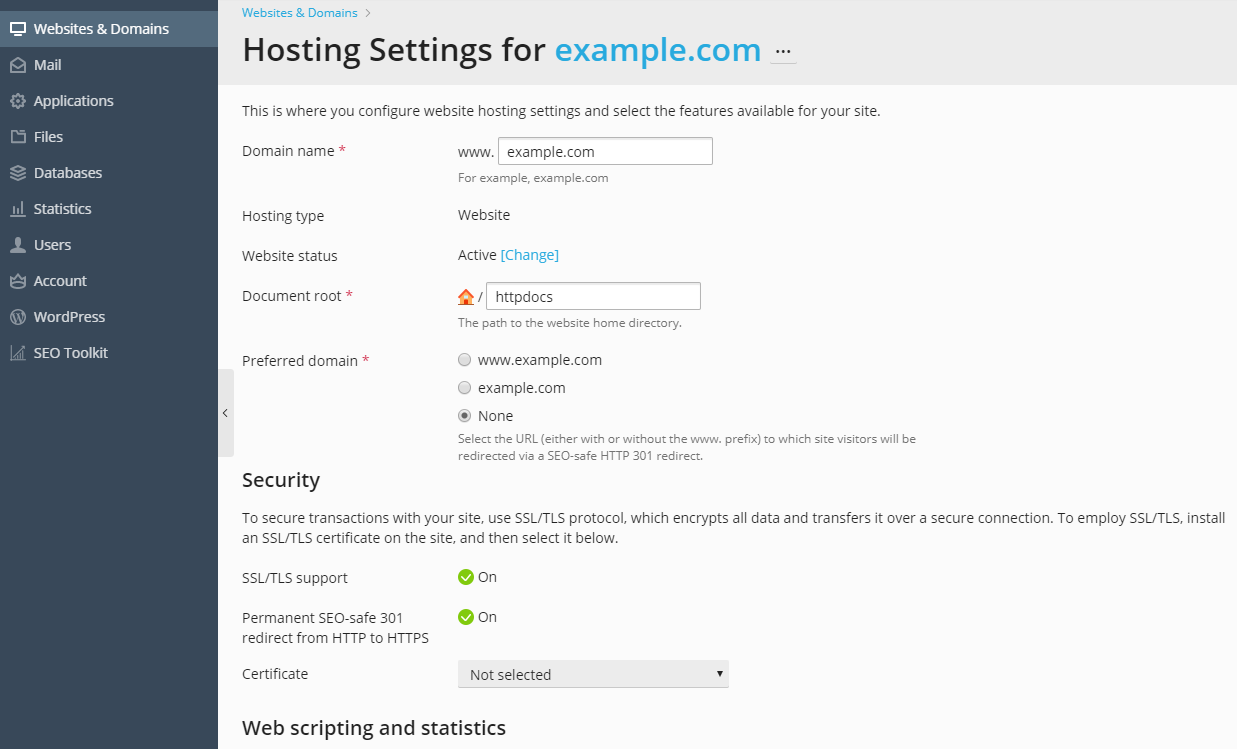 Websites & Domains
Mail
Applications
Files
Databases
Statistics
Users
Account
WordPress
SEO Toolkit
Websites & Domains >
Hosting Settings for example.com ...
This is where you configure website hosting settings and select the features available for your site.
Domain name * www. example.com
For example, example.com
Hosting type Website
Website status Active [Change]
Document root * / httpdocs
The path to the website home directory.
Preferred domain * www.example.com
example.com
None
Select the URL (either with or without the www. prefix) to which site visitors will be
redirected via a SEO-safe HTTP 301 redirect.
Security
To secure transactions with your site, use SSL/TLS protocol, which encrypts all data and transfers it over a secure connection. To employ SSL/TLS, install
an SSL/TLS certificate on the site, and then select it below.
SSL/TLS support On
Permanent SEO-safe 301 On
redirect from HTTP to HTTPS
Certificate Not selected
Web scripting and statistics